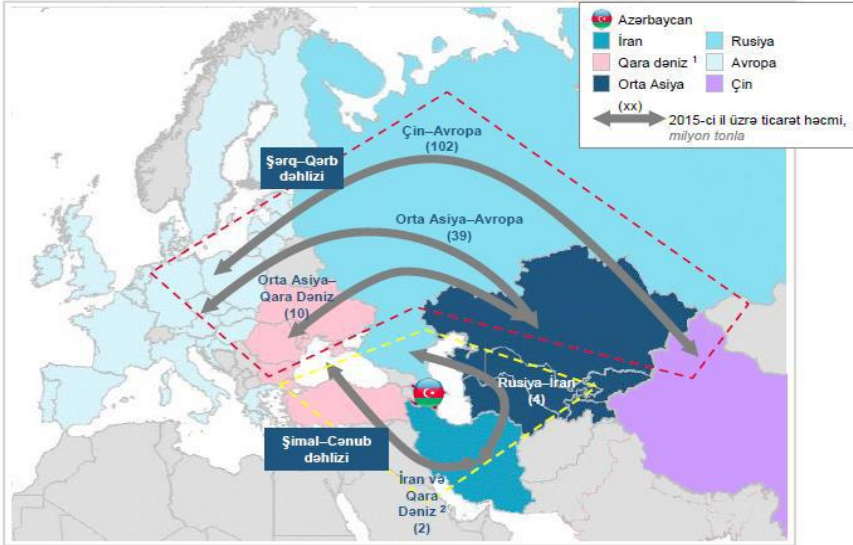 Azərbaycan
İran
Rusiya
Qara dəniz ¹
Avropa
Orta Asiya
Çin
(xx)
2015-ci il üzrə ticarət həcmi,
milyon tonla
Çin–Avropa
(102)
Şərq–Qərb
dəhlizi
Orta Asiya–Avropa
(39)
Orta Asiya–
Qara Dəniz
(10)
Rusiya–İran
(4)
Şimal–Cənub
dəhlizi
İran və
Qara
Dəniz ²
(2)